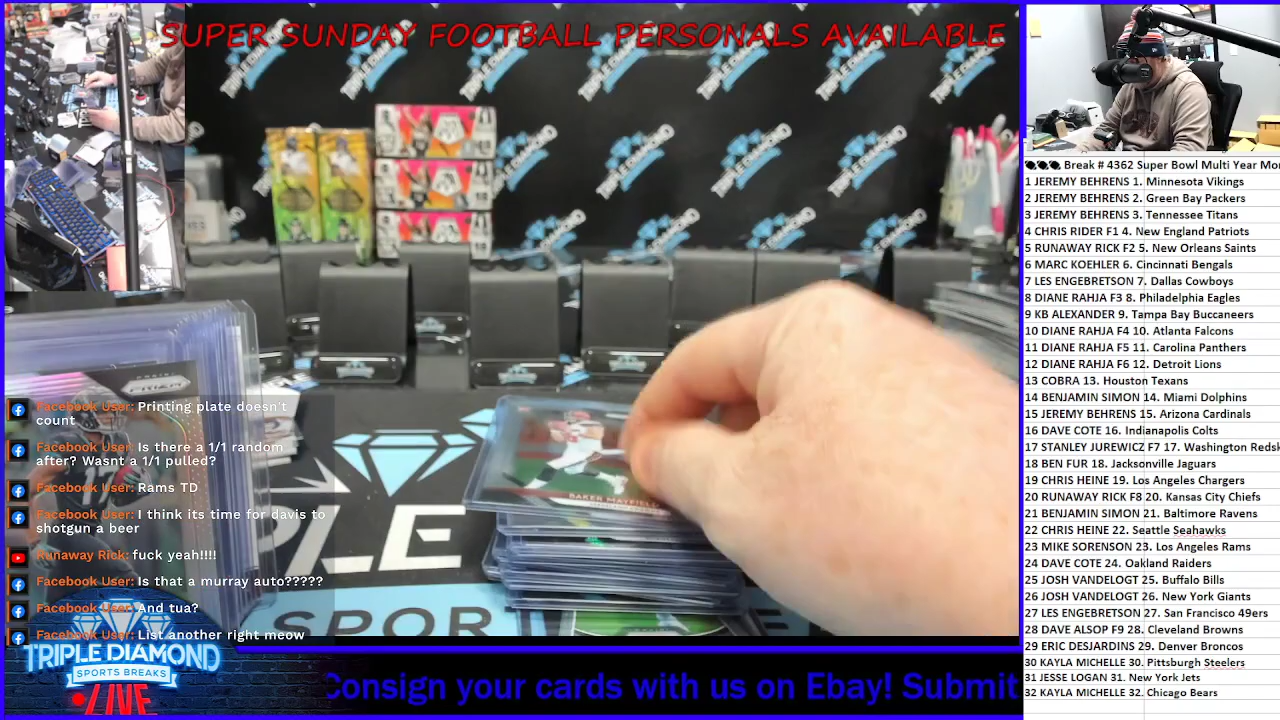 SUPER SUNDAY FOOTBALL PERSONALS AVAILABLE
Break # 4362 Super Bowl Multi Year Mo
1 JEREMY BEHRENS 1. Minnesota Vikings
2 JEREMY BEHRENS 2. Green Bay Packers
3 JEREMY BEHRENS 3. Tennessee Titans
4 CHRIS RIDER F1 4. New England Patriots
5 RUNAWAY RICK F2 5. New Orleans Saints
6 MARC KOEHLER 6. Cincinnati Bengals
7 LES ENGEBRETSON 7. Dallas Cowboys
8 DIANE RAHJA F3 8. Philadelphia Eagles
9 KB ALEXANDER 9. Tampa Bay Buccaneers
10 DIANE RAHJA F4 10. Atlanta Falcons
11 DIANE RAHJA F5 11. Carolina Panthers
12 DIANE RAHJA F6 12. Detroit Lions
13 COBRA 13. Houston Texans
14 BENJAMIN SIMON 14. Miami Dolphins
15 JEREMY BEHRENS 15. Arizona Cardinals
16 DAVE COTE 16. Indianapolis Colts
17 STANLEY JUREWICZ F7 17. Washington Redsk
18 BEN FUR 18. Jacksonville Jaguars
19 CHRIS HEINE 19. Los Angeles Chargers
20 RUNAWAY RICK F8 20. Kansas City Chiefs
21 BENJAMIN SIMON 21. Baltimore Ravens
22 CHRIS HEINE 22. Seattle Seahawks
23 MIKE SORENSON 23. Los Angeles Rams
24 DAVE COTE 24. Oakland Raiders
25 JOSH VANDELOGT 25. Buffalo Bills
26 JOSH VANDELOGT 26. New York Giants
27 LES ENGEBRETSON 27. San Francisco 49ers
28 DAVE ALSOP F9 28. Cleveland Browns
30 KAYLA MICHELLE 30. Pittsburgh Steelers
31 JESSE LOGAN 31. New York Jets
32 KAYLA MICHELLE 32. Chicago Bears
Facebook User: Printing plate doesn't
count
Facebook User: Is there a 1/1 random
after? Wasnt a 1/1 pulled?
Facebook User: Rams TD
Facebook User: I think its time for davis to
shotgun a beer
Runaway Rick: fuck yeah!!!!
Facebook User: Is that a murray auto?????
Facebook User: And tua?
Facebook User: List another right meow
BAKER MAYFIELD
PLE
SPOR
TRIPLE DIAMOND
SPORTS BREAKS
LIVE
Consign your cards with us on Ebay! Submit